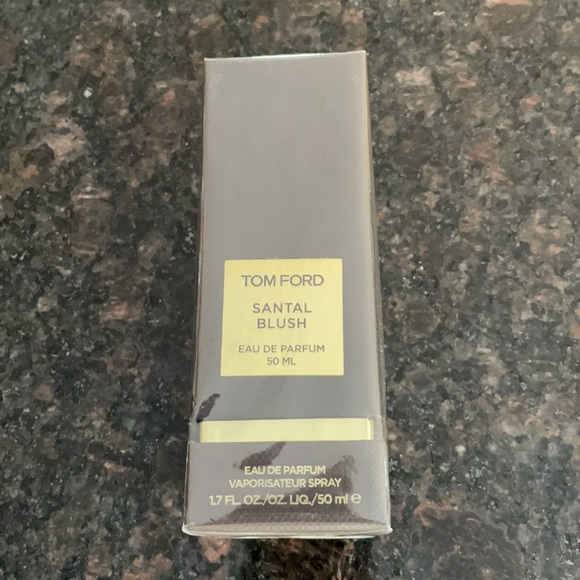 TOM FORD
SANTAL
BLUSH
EAU DE PARFUM
50 ML
EAU DE PARFUM
VAPORISATEUR SPRAY
1.7 FL. OZ./OZ. LIQ./50 ml ℮